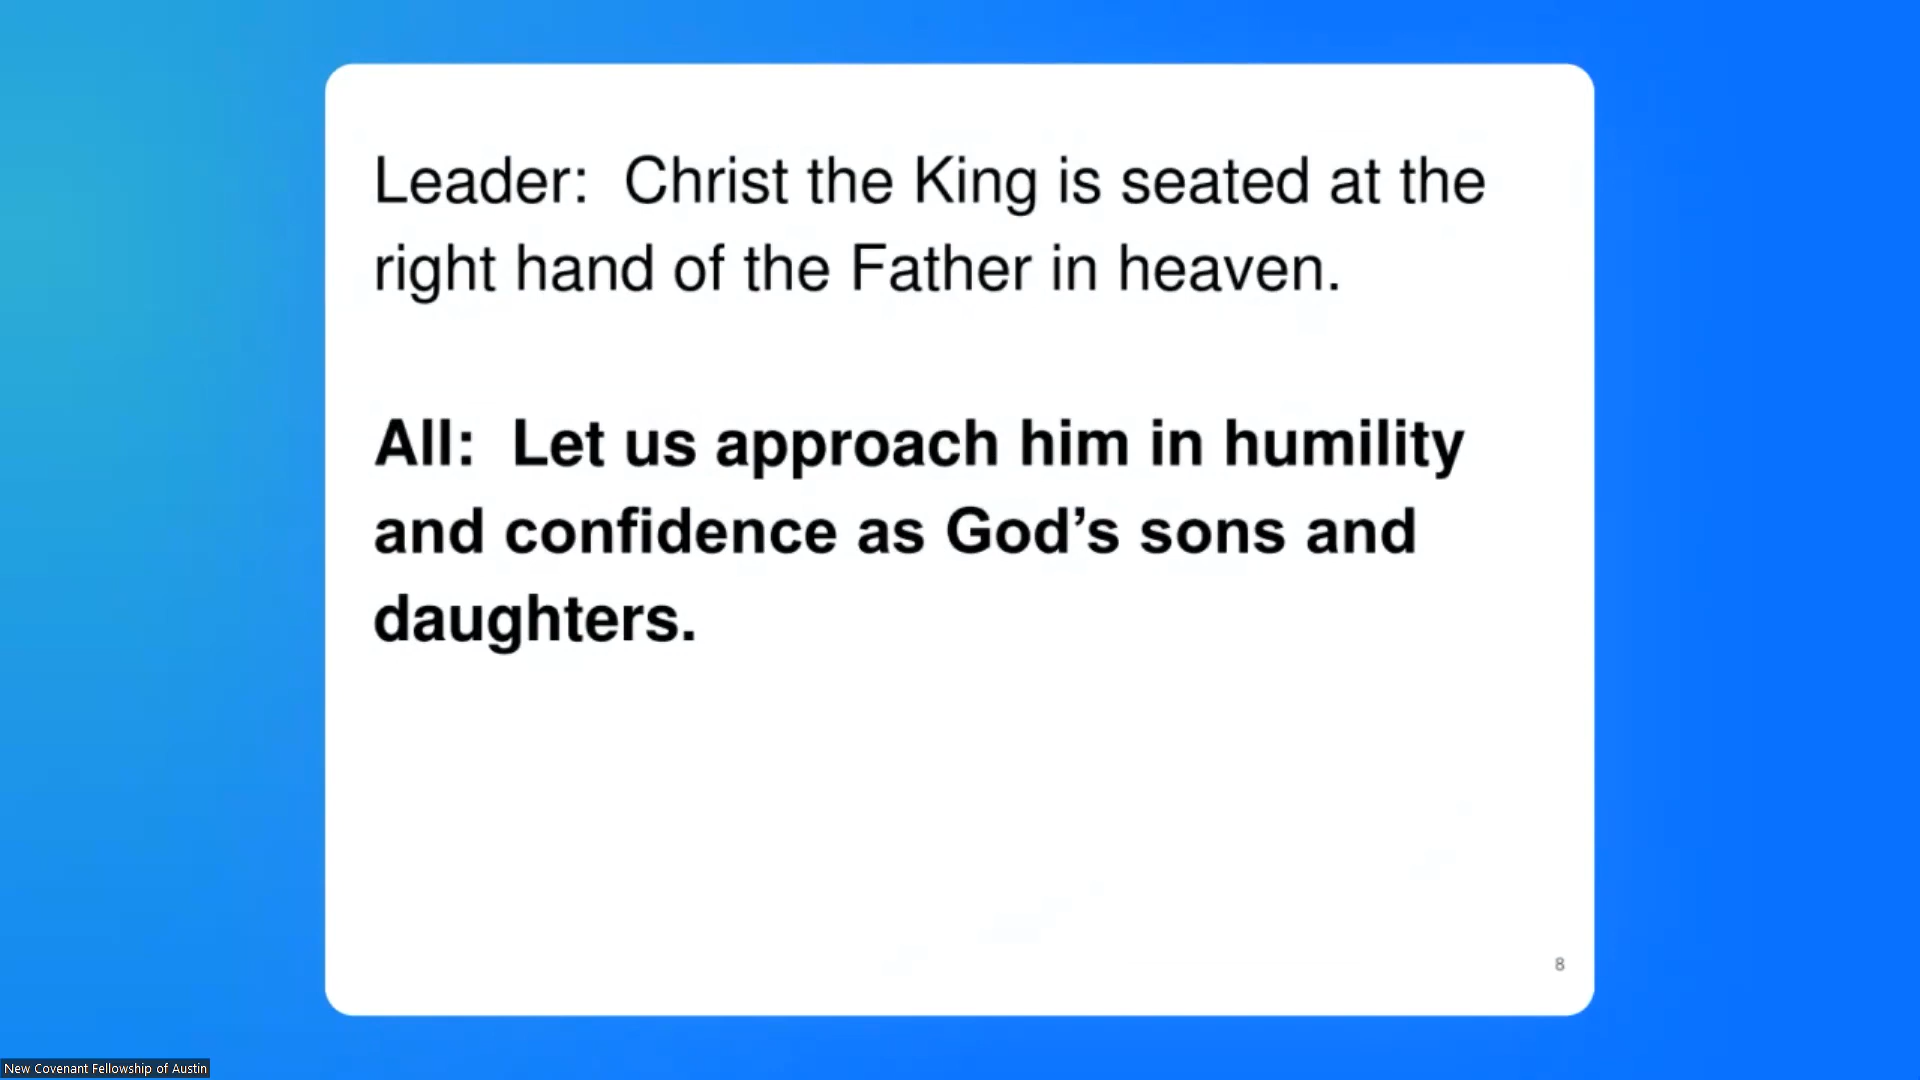 Leader:  Christ the King is seated at the
right hand of the Father in heaven.
All:  Let us approach him in humility
and confidence as God’s sons and
daughters.
8
New Covenant Fellowship of Austin